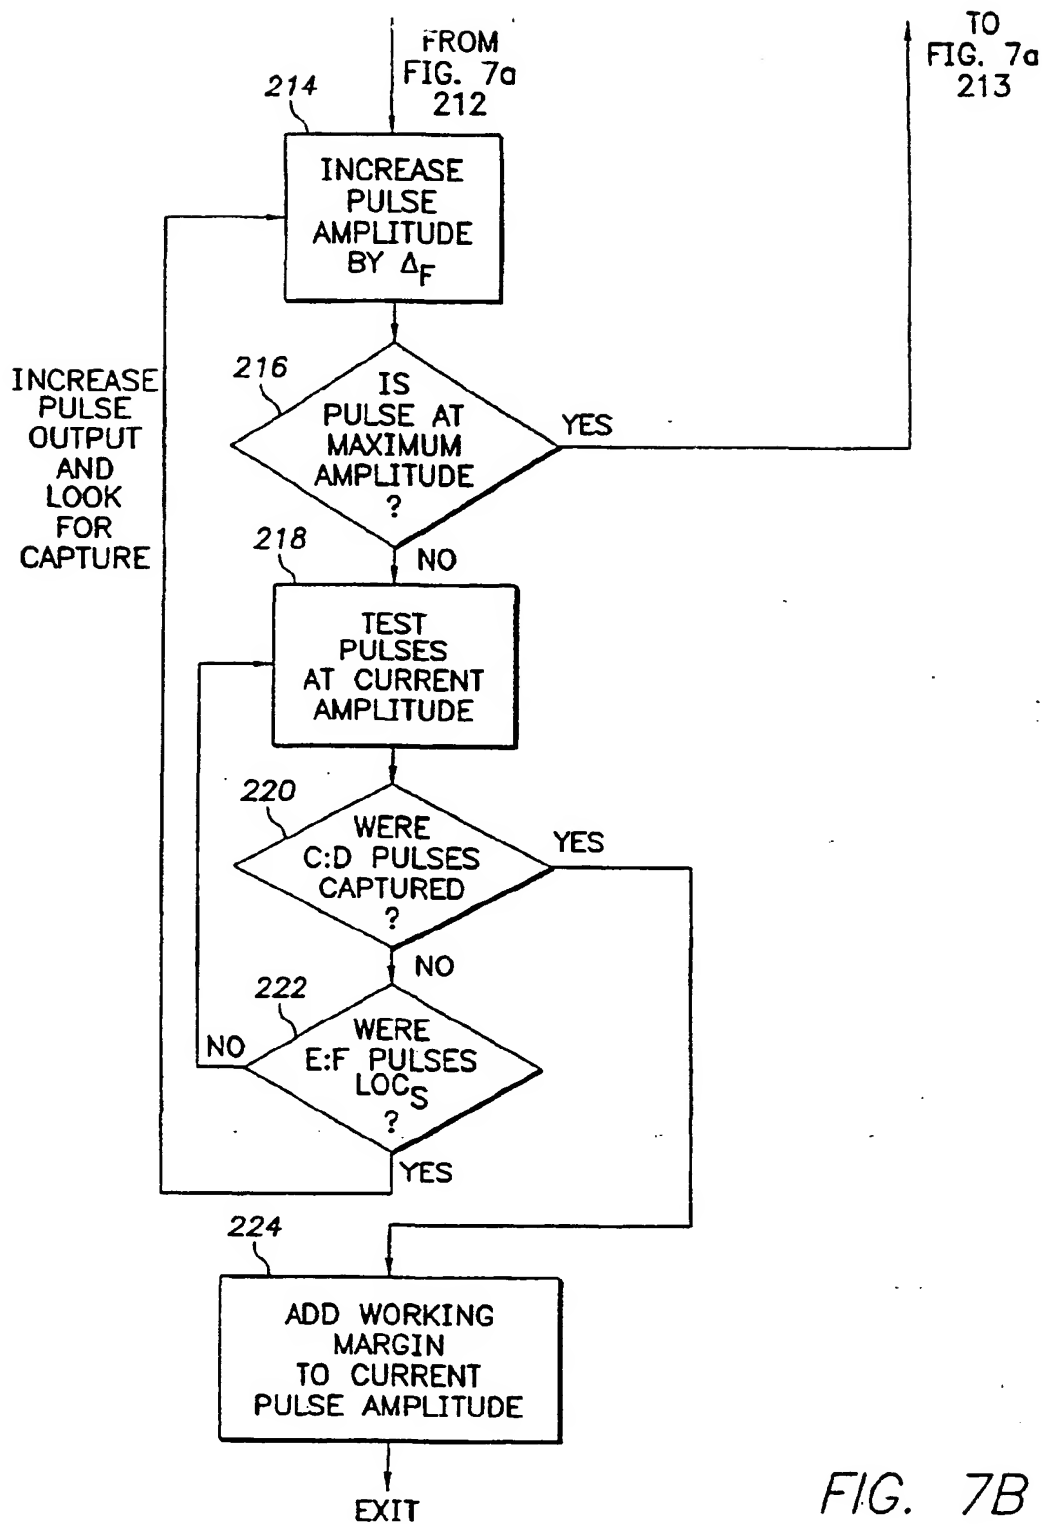 FROM
FIG. 7a
212
TO
FIG. 7a
213
214
INCREASE
PULSE
AMPLITUDE
BY ΔF
INCREASE
PULSE
OUTPUT
AND
LOOK
FOR
CAPTURE
216
IS
PULSE AT
MAXIMUM
AMPLITUDE
?
YES
NO
218
TEST
PULSES
AT CURRENT
AMPLITUDE
220
WERE
C:D PULSES
CAPTURED
?
YES
NO
222
WERE
E:F PULSES
LOCS
?
NO
YES
224
ADD WORKING
MARGIN
TO CURRENT
PULSE AMPLITUDE
EXIT
FIG. 7B